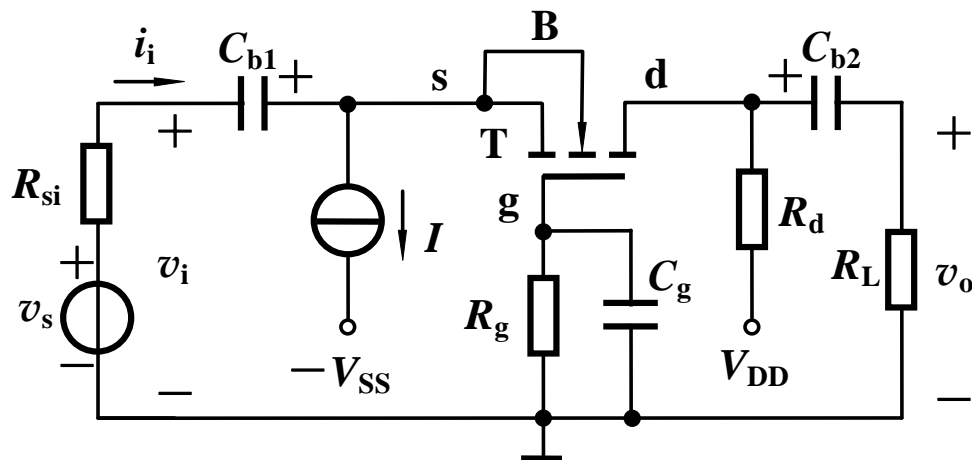 B
i_i
C_b1
+
s
d
+
C_b2
+
T
+
R_si
g
R_d
+
I
R_L
v_s
v_i
R_g
C_g
v_o
−
−V_SS
V_DD
−
−